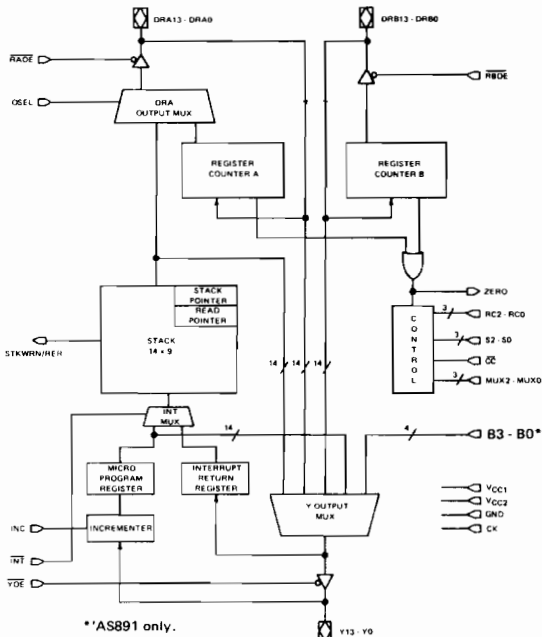 DRA13 - DRA0
DRB13 - DRB0
RAOE
RBOE
OSEL
DRA
OUTPUT MUX
REGISTER
COUNTER A
REGISTER
COUNTER B
STACK
POINTER
READ
POINTER
STACK
14 * 9
STKWRN/RER
ZERO
CONTROL
3
RC2 - RC0
3
S2 - S0
CC
3
MUX2 - MUX0
14
14
14
INT
MUX
14
4
B3 - B0*
MICRO
PROGRAM
REGISTER
INTERRUPT
RETURN
REGISTER
Y OUTPUT
MUX
VCC1
VCC2
GND
CK
INC
INCREMENTER
INT
YOE
*'AS891 only.
Y13 - Y0